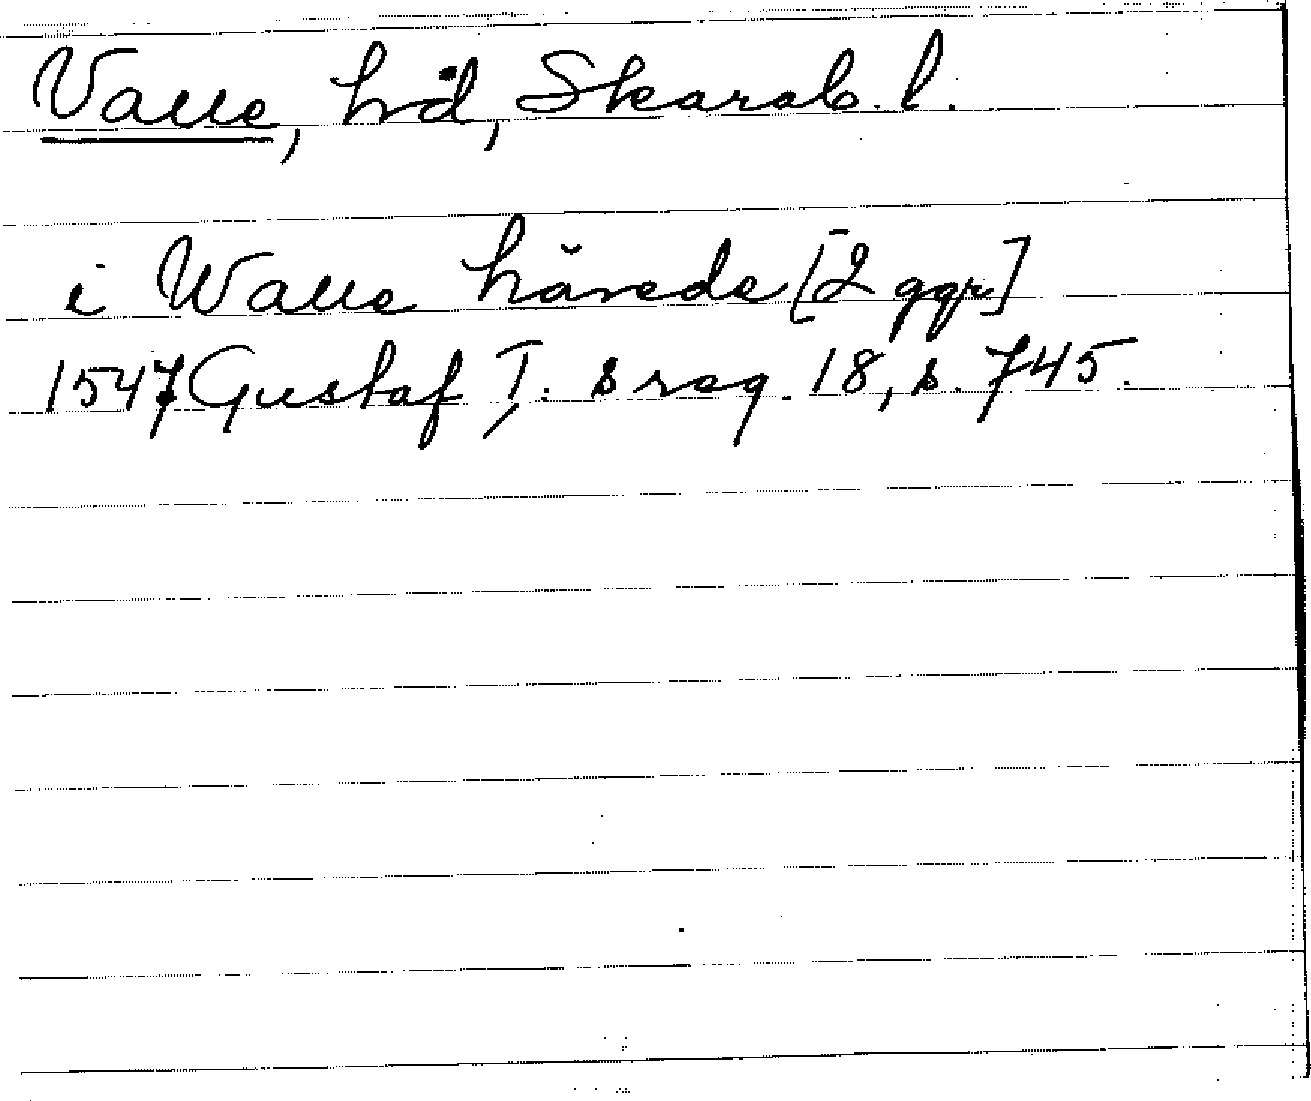 Valle, hd, Skarab. l.
i Walle härede [2 ggr]
1547 Gustaf I:s reg. 18, s. 745.